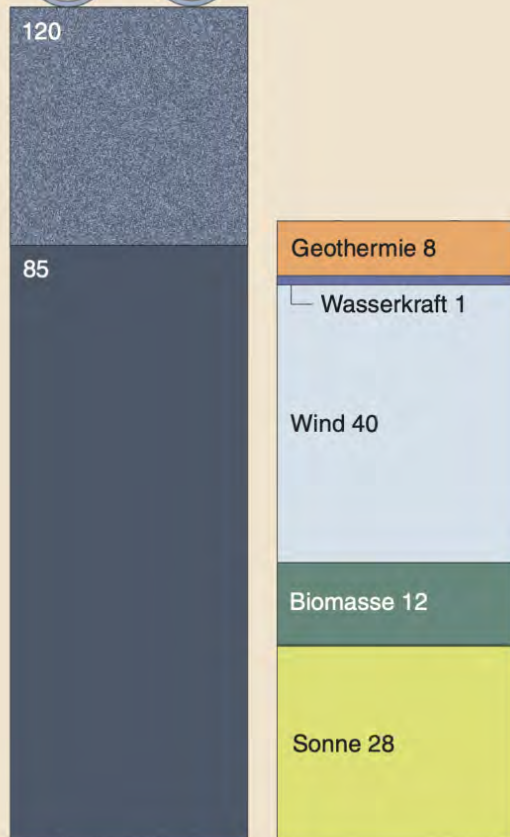 120
85
Geothermie 8
Wasserkraft 1
Wind 40
Biomasse 12
Sonne 28